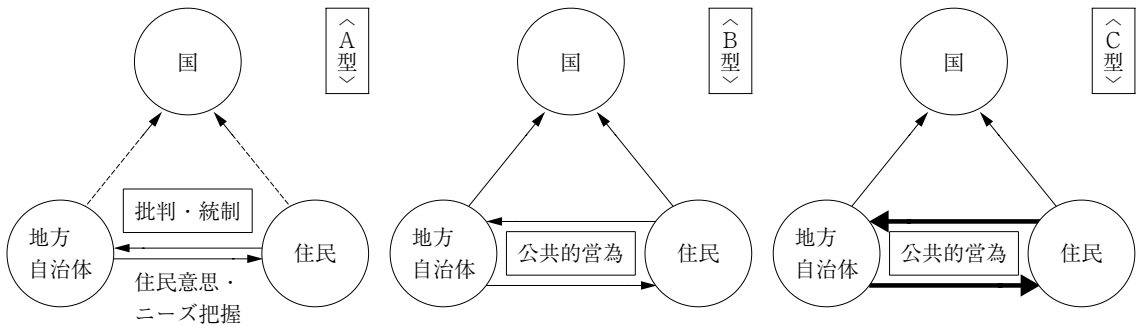 国
〈A型〉
批判・統制
地方
自治体
住民
住民意思・
ニーズ把握
国
〈B型〉
地方
自治体
公共的営為
住民
国
〈C型〉
地方
自治体
公共的営為
住民